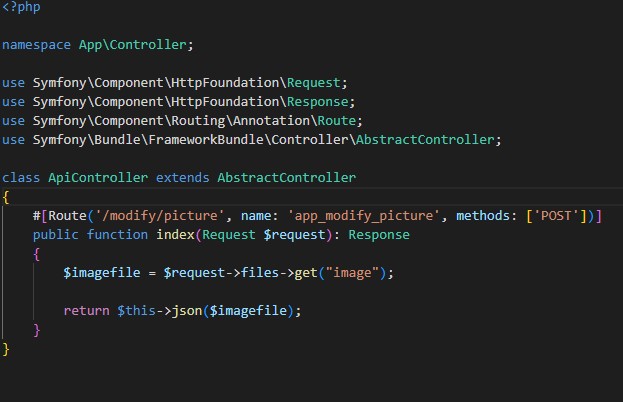 <?php
namespace App\Controller;
use Symfony\Component\HttpFoundation\Request;
use Symfony\Component\HttpFoundation\Response;
use Symfony\Component\Routing\Annotation\Route;
use Symfony\Bundle\FrameworkBundle\Controller\AbstractController;
class ApiController extends AbstractController
{
    #[Route('/modify/picture', name: 'app_modify_picture', methods: ['POST'])]
    public function index(Request $request): Response
    {
        $imagefile = $request->files->get("image");
        return $this->json($imagefile);
    }
}